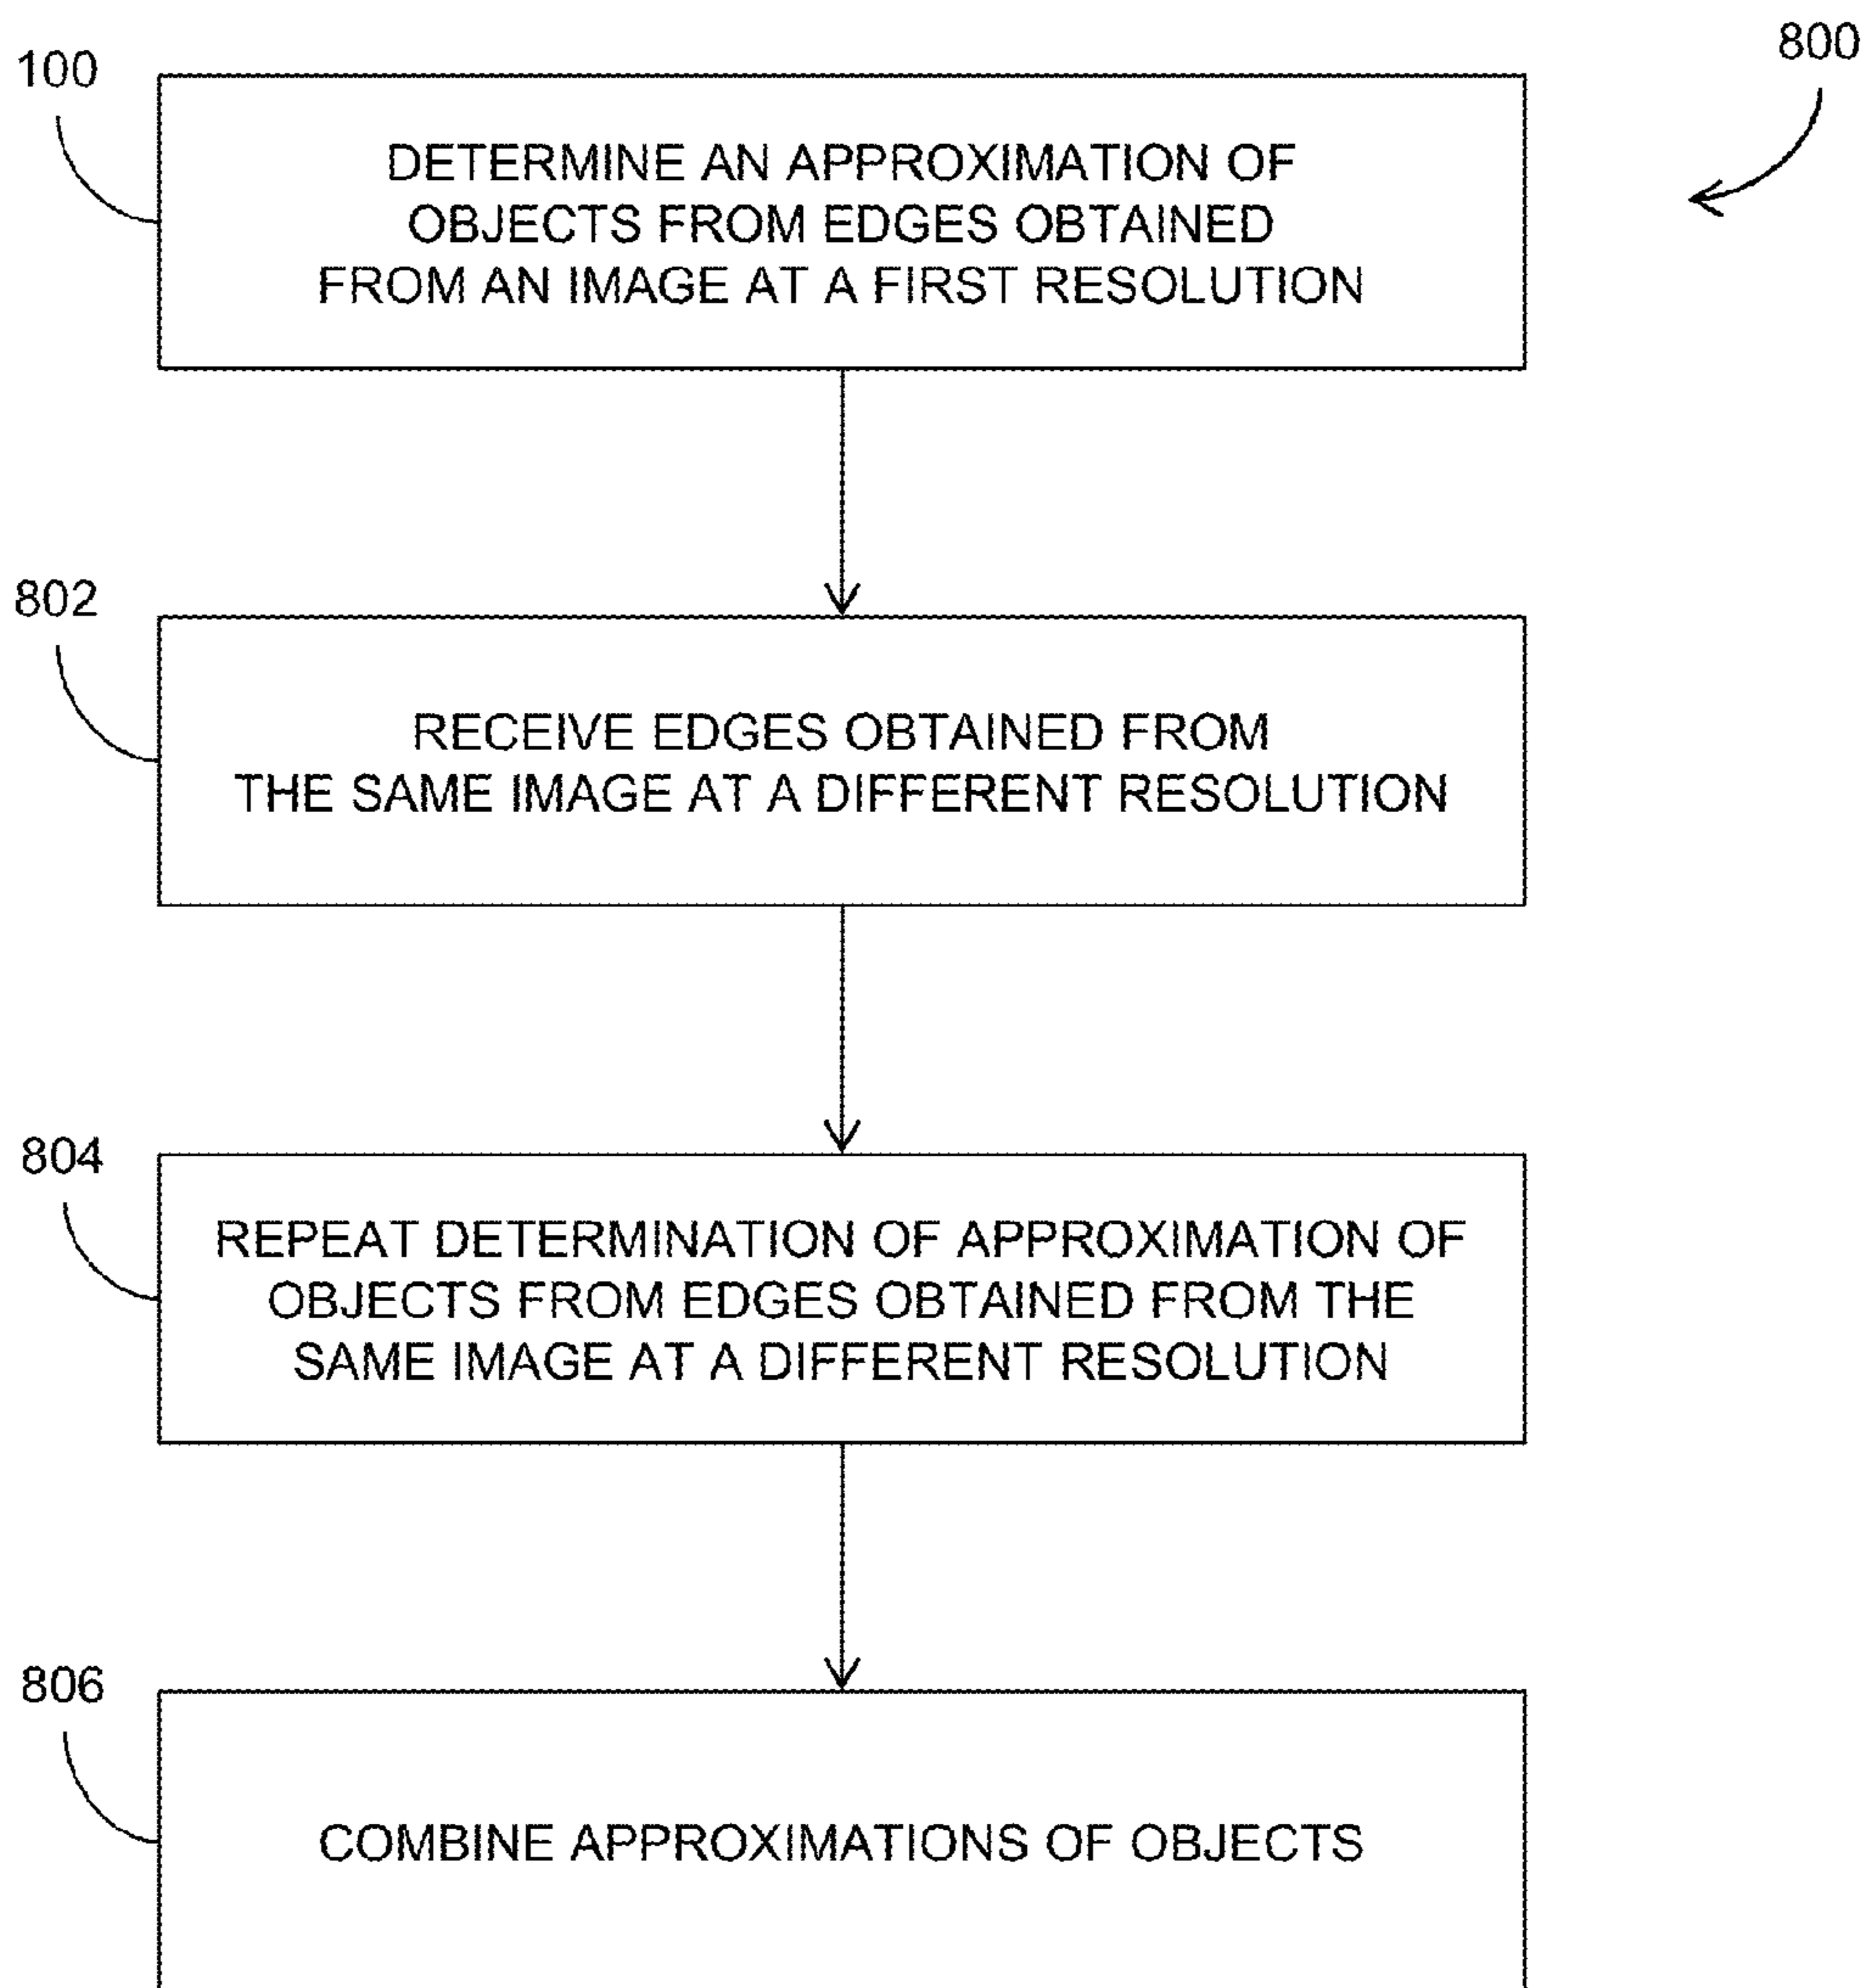 800
100
DETERMINE AN APPROXIMATION OF
OBJECTS FROM EDGES OBTAINED
FROM AN IMAGE AT A FIRST RESOLUTION
802
RECEIVE EDGES OBTAINED FROM
THE SAME IMAGE AT A DIFFERENT RESOLUTION
804
REPEAT DETERMINATION OF APPROXIMATION OF
OBJECTS FROM EDGES OBTAINED FROM THE
SAME IMAGE AT A DIFFERENT RESOLUTION
806
COMBINE APPROXIMATIONS OF OBJECTS